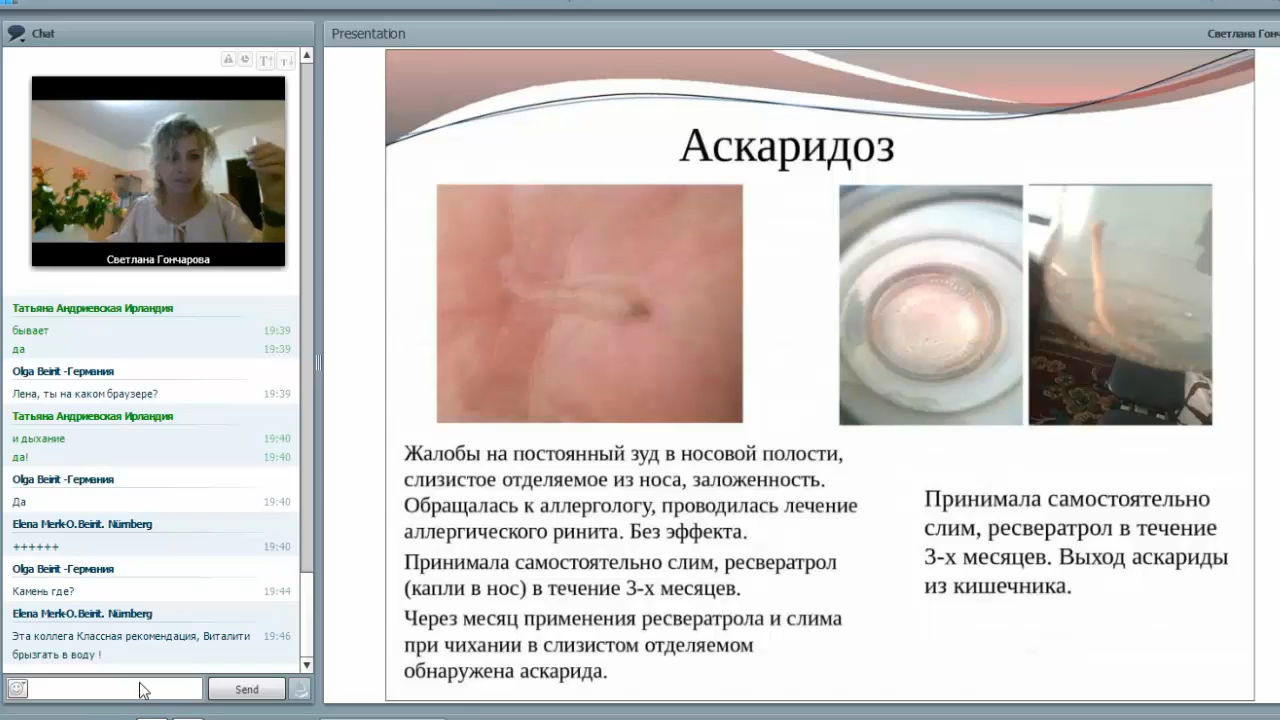 Chat
Светлана Гончарова
Татьяна Андриевская Ирландия
бывает 19:39
да 19:39
Olga Beirit -Германия
Лена, ты на каком браузере? 19:39
Татьяна Андриевская Ирландия
и дыхание 19:40
да! 19:40
Olga Beirit -Германия
Да 19:40
Elena Merk-O.Beirit. Nürnberg
++++++ 19:40
Olga Beirit -Германия
Камень где? 19:44
Elena Merk-O.Beirit. Nürnberg
Эта коллега Классная рекомендация, Виталити 19:46
брызгать в воду !
Send
Presentation
Светлана Гонч
Аскаридоз
Жалобы на постоянный зуд в носовой полости,
слизистое отделяемое из носа, заложенность.
Обращалась к аллергологу, проводилась лечение
аллергического ринита. Без эффекта.
Принимала самостоятельно слим, ресвератрол
(капли в нос) в течение 3-х месяцев.
Через месяц применения ресвератрола и слима
при чихании в слизистом отделяемом
обнаружена аскарида.
Принимала самостоятельно
слим, ресвератрол в течение
3-х месяцев. Выход аскариды
из кишечника.